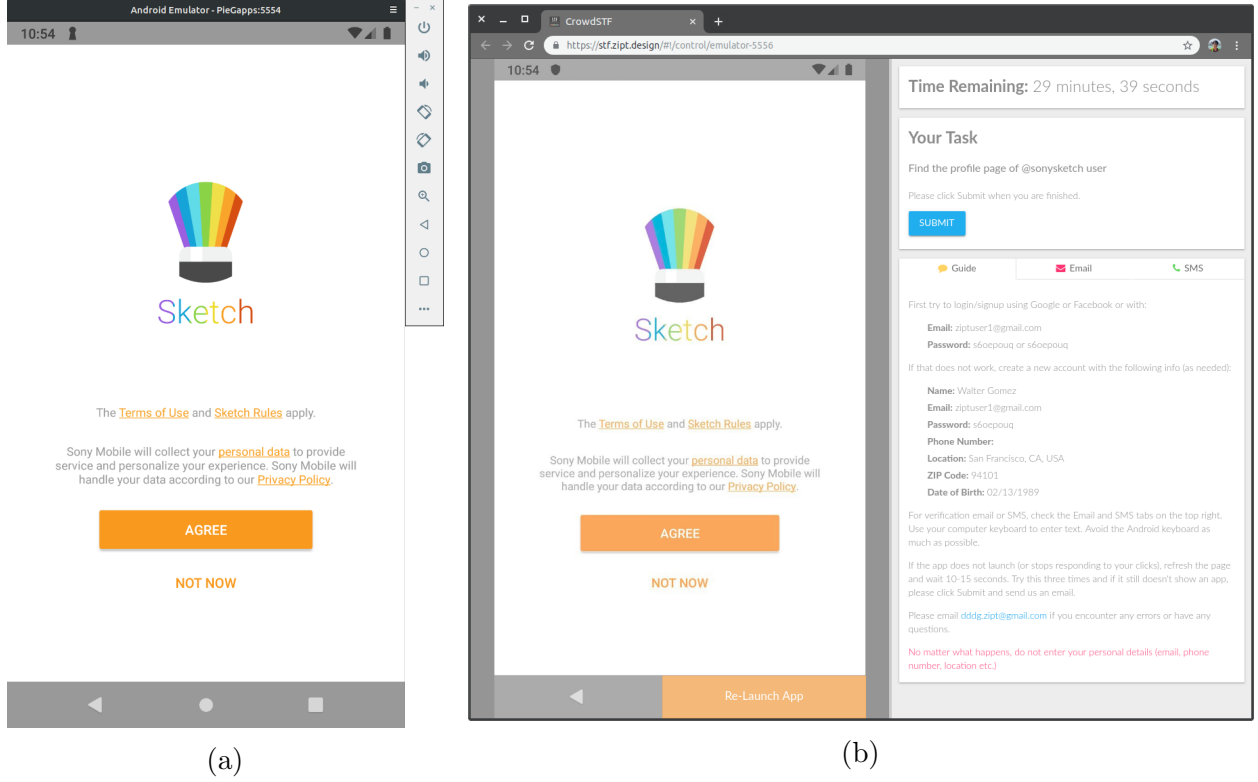 Android Emulator - PieGapps:5554
10:54
Sketch
The Terms of Use and Sketch Rules apply.
Sony Mobile will collect your personal data to provide
service and personalize your experience. Sony Mobile will
handle your data according to our Privacy Policy.
AGREE
NOT NOW
(a)
CrowdSTF
https://stf.zipt.design/#!/control/emulator-5556
10:54
Sketch
The Terms of Use and Sketch Rules apply.
Sony Mobile will collect your personal data to provide
service and personalize your experience. Sony Mobile will
handle your data according to our Privacy Policy.
AGREE
NOT NOW
Re-Launch App
Time Remaining: 29 minutes, 39 seconds
Your Task
Find the profile page of @sonysketch user
Please click Submit when you are finished.
SUBMIT
Guide
Email
SMS
First try to login/signup using Google or Facebook or with:
Email: ziptuser1@gmail.com
Password: s6oepouq or s6oepouq
If that does not work, create a new account with the following info (as needed):
Name: Walter Gomez
Email: ziptuser1@gmail.com
Password: s6oepouq
Phone Number:
Location: San Francisco, CA, USA
ZIP Code: 94101
Date of Birth: 02/13/1989
For verification email or SMS, check the Email and SMS tabs on the top right.
Use your computer keyboard to enter text. Avoid the Android keyboard as
much as possible.
If the app does not launch (or stops responding to your clicks), refresh the page
and wait 10-15 seconds. Try this three times and if it still doesn't show an app,
please click Submit and send us an email.
Please email dddg.zipt@gmail.com if you encounter any errors or have any
questions.
No matter what happens, do not enter your personal details (email, phone
number, location etc.)
(b)